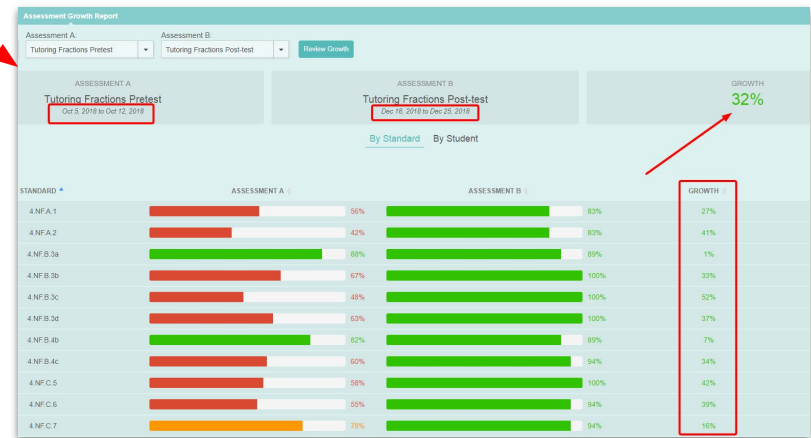 Assessment Growth Report
Assessment A: Assessment B:
Tutoring Fractions Pretest Tutoring Fractions Post-test Review Growth
ASSESSMENT A ASSESSMENT B GROWTH
Tutoring Fractions Pretest Tutoring Fractions Post-test 32%
Oct 5, 2018 to Oct 12, 2018 Dec 18, 2018 to Dec 25, 2018
By Standard By Student
STANDARD ASSESSMENT A ASSESSMENT B GROWTH
4.NF.A.1 56% 83% 27%
4.NF.A.2 42% 83% 41%
4.NF.B.3a 88% 89% 1%
4.NF.B.3b 67% 100% 33%
4.NF.B.3c 48% 100% 52%
4.NF.B.3d 63% 100% 37%
4.NF.B.4b 82% 89% 7%
4.NF.B.4c 60% 94% 34%
4.NF.C.5 58% 100% 42%
4.NF.C.6 55% 94% 39%
4.NF.C.7 78% 94% 16%